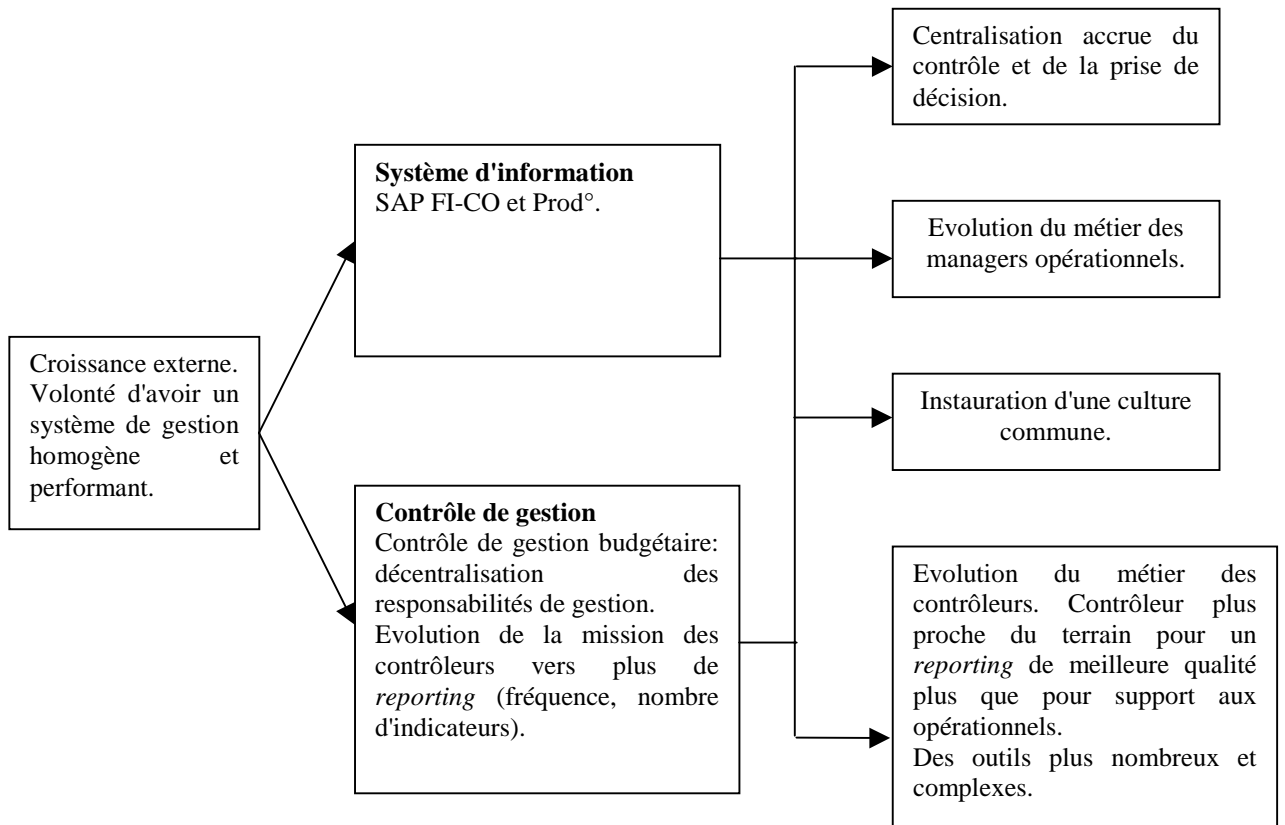 Croissance externe.
Volonté d'avoir un
système de gestion
homogène et
performant.
Système d'information
SAP FI-CO et Prod°.
Contrôle de gestion
Contrôle de gestion budgétaire:
décentralisation des
responsabilités de gestion.
Evolution de la mission des
contrôleurs vers plus de
reporting (fréquence, nombre
d'indicateurs).
Centralisation accrue du
contrôle et de la prise de
décision.
Evolution du métier des
managers opérationnels.
Instauration d'une culture
commune.
Evolution du métier des
contrôleurs. Contrôleur plus
proche du terrain pour un
reporting de meilleure qualité
plus que pour support aux
opérationnels.
Des outils plus nombreux et
complexes.